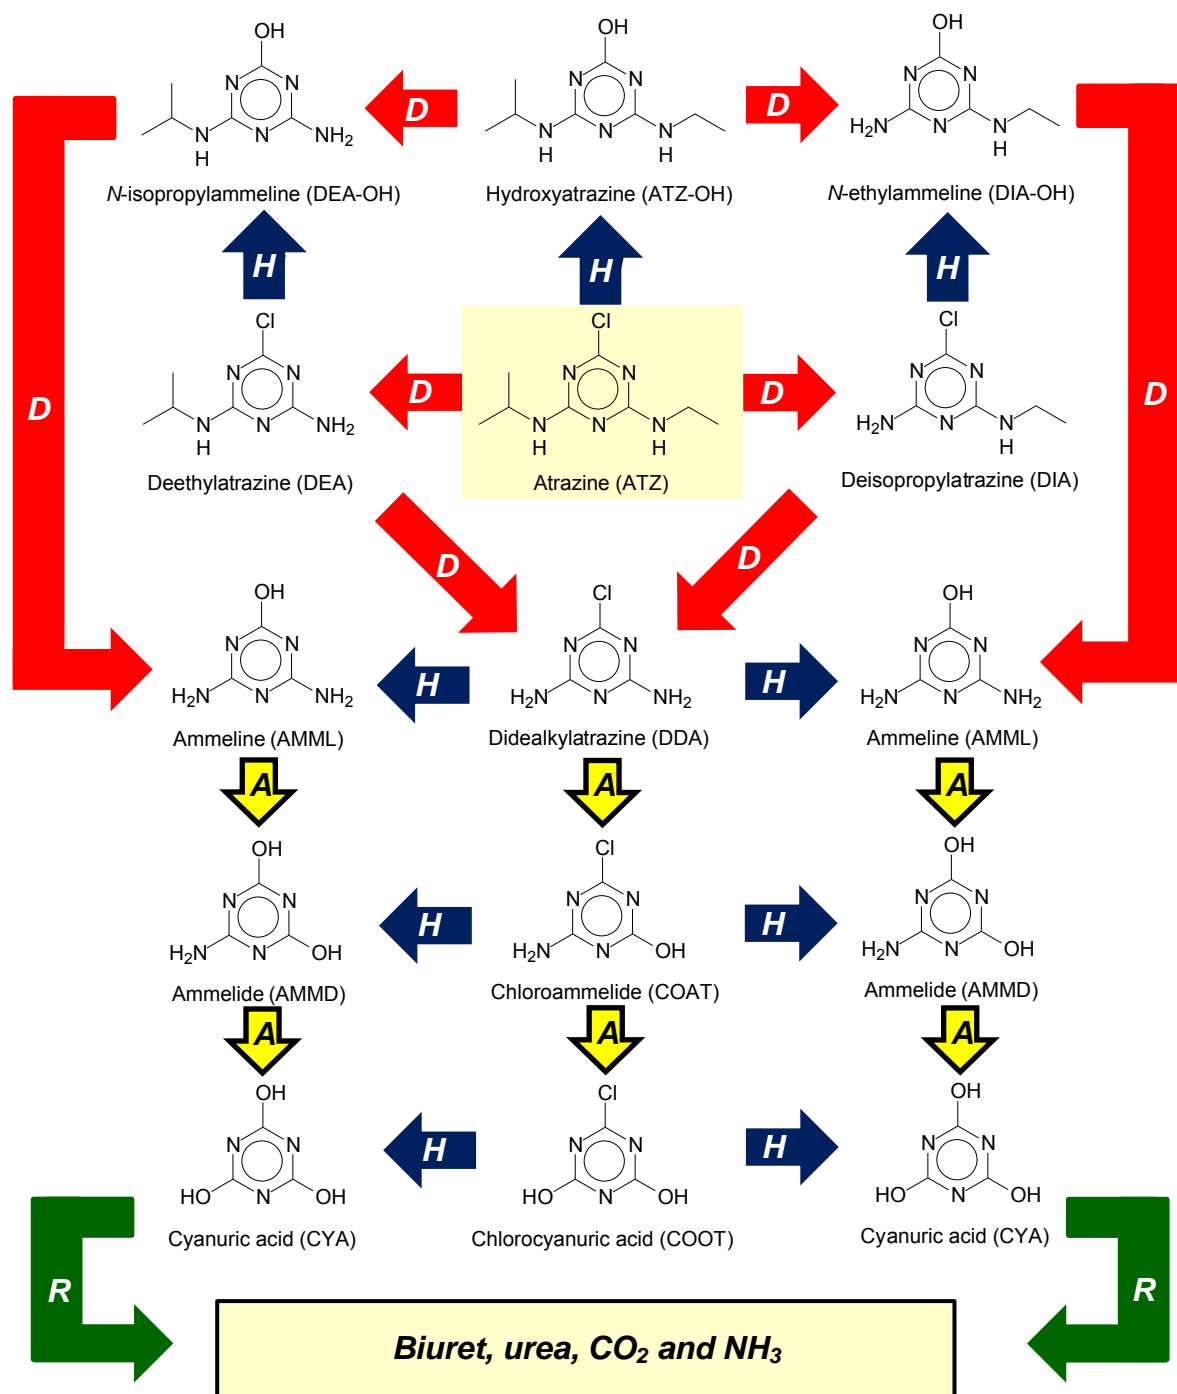 OH OH OH
N N N N N N
D D
N N NH2 N N N H2N N N
H H H H
N-isopropylammeline (DEA-OH) Hydroxyatrazine (ATZ-OH) N-ethylammeline (DIA-OH)
H H H
Cl Cl Cl
N N N N N N
D D D D
N N NH2 N N N H2N N N
H H H H
Deethylatrazine (DEA) Atrazine (ATZ) Deisopropylatrazine (DIA)
D D
OH Cl OH
N N N N N N
H H
H2N N NH2 H2N N NH2 H2N N NH2
Ammeline (AMML) Didealkylatrazine (DDA) Ammeline (AMML)
A A A
OH Cl OH
N N N N N N
H H
H2N N OH H2N N OH H2N N OH
Ammelide (AMMD) Chloroammelide (COAT) Ammelide (AMMD)
A A A
OH Cl OH
N N N N N N
H H
HO N OH HO N OH HO N OH
Cyanuric acid (CYA) Chlorocyanuric acid (COOT) Cyanuric acid (CYA)
R R
Biuret, urea, CO2 and NH3